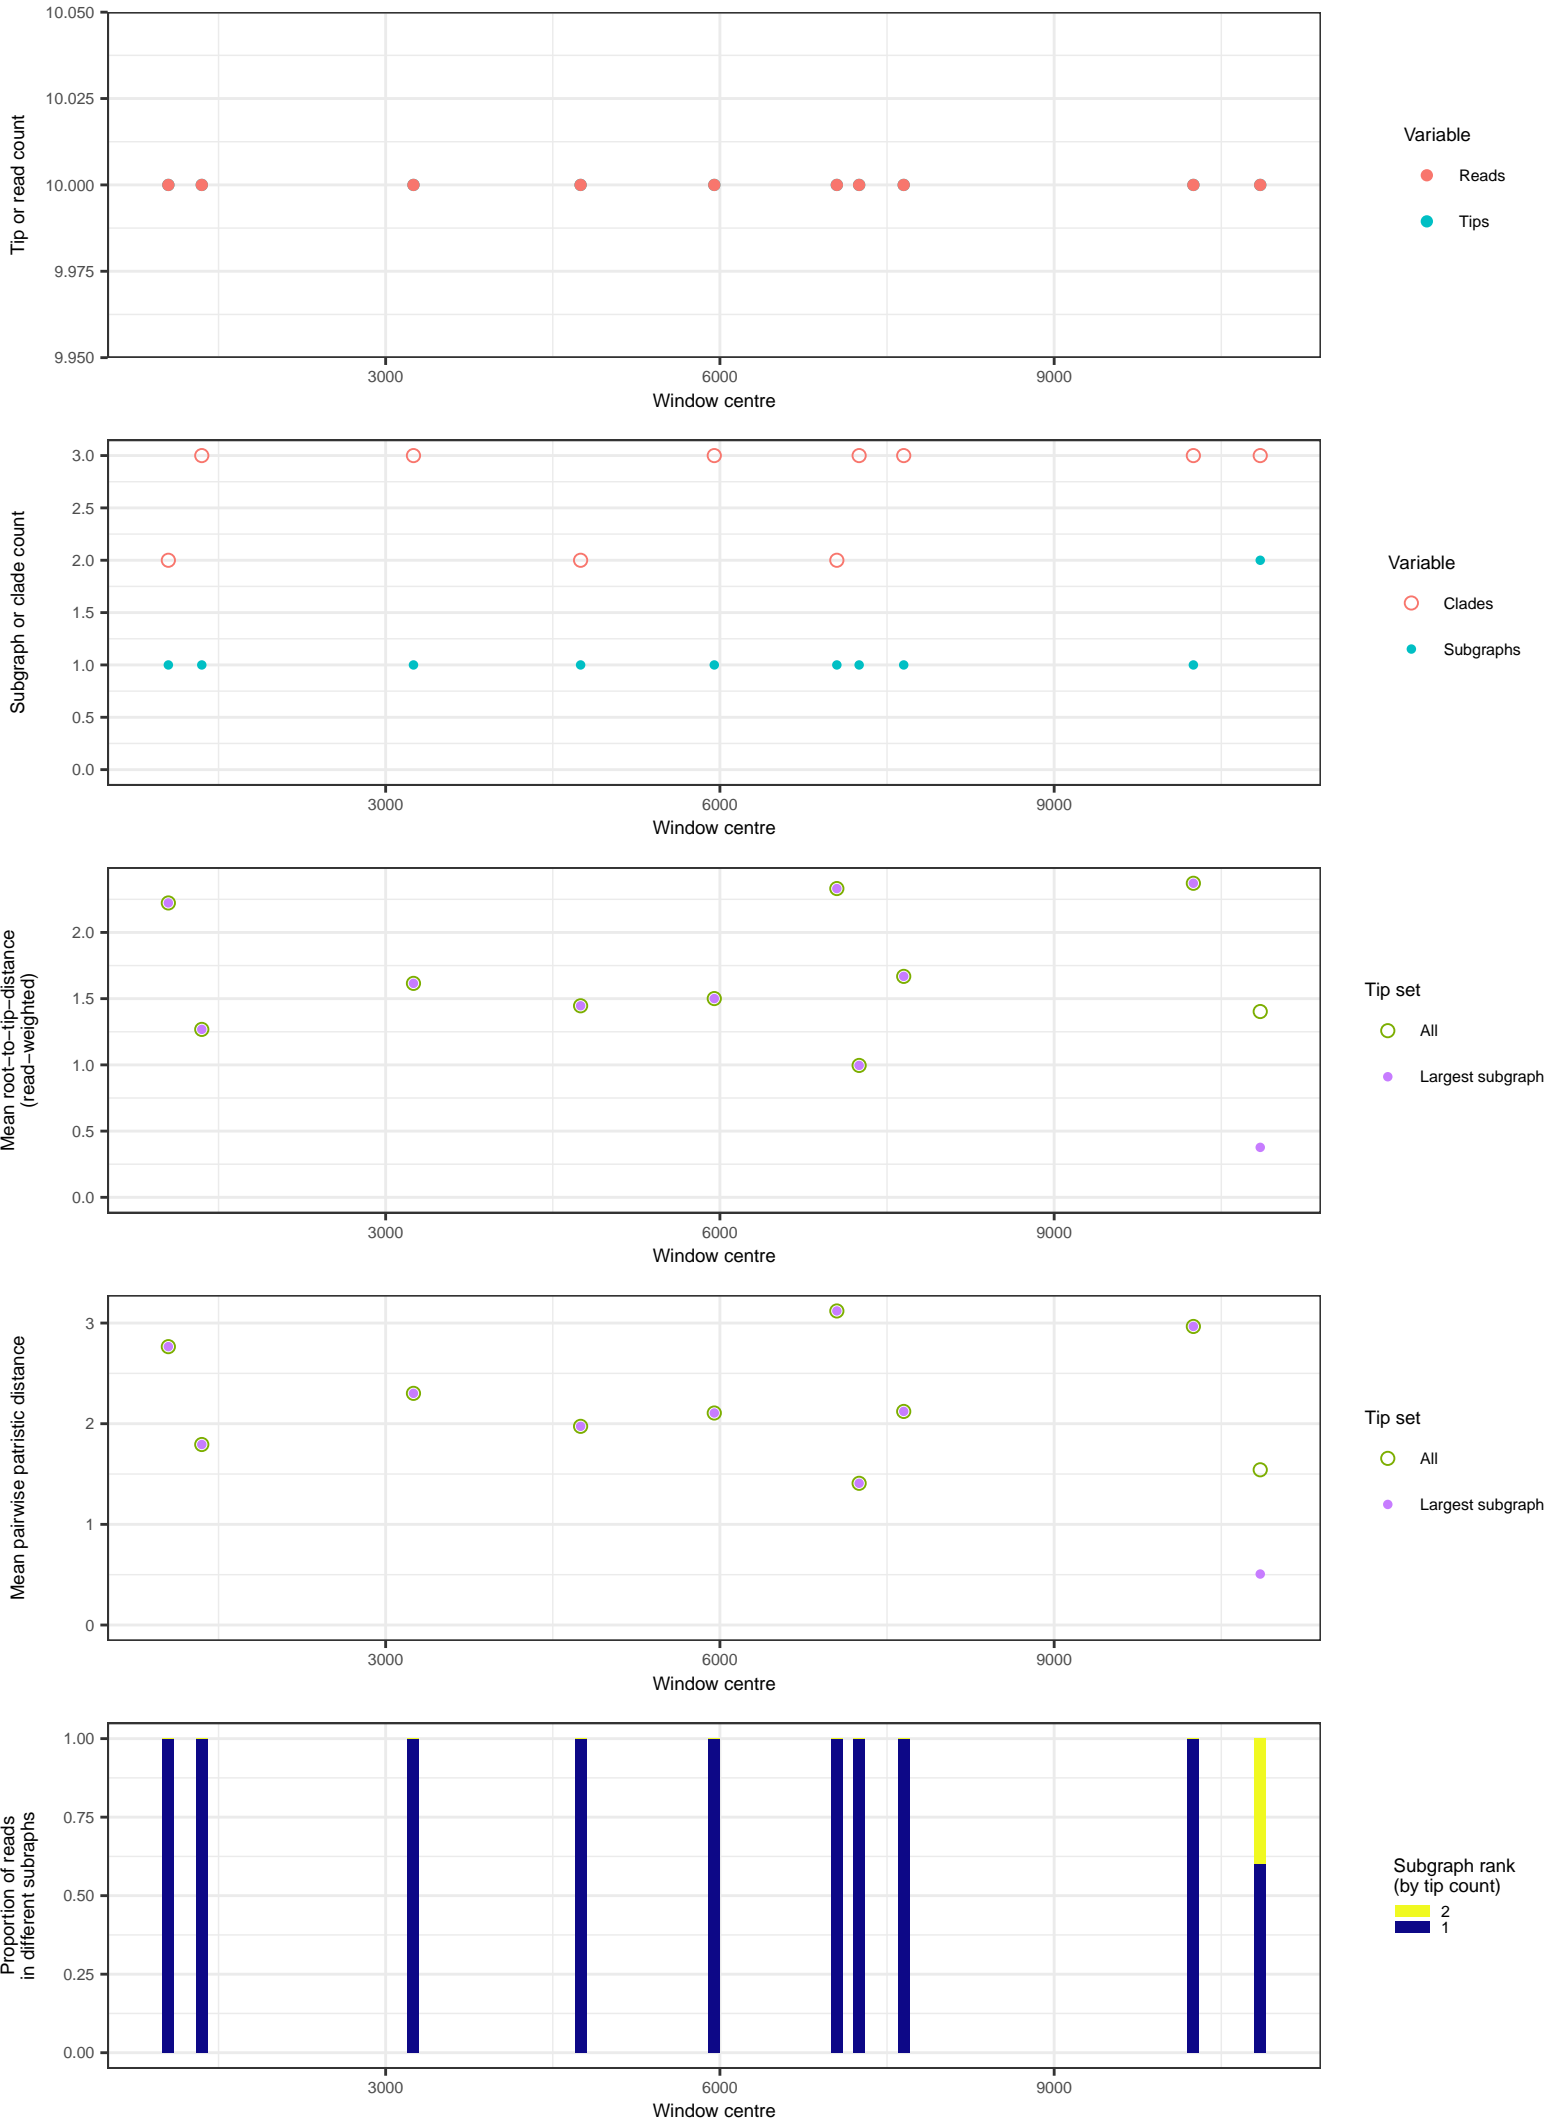 10.050
10.025
10.000
9.975
9.950
Tip or read count
3000
6000
9000
Window centre
Variable
Reads
Tips
3.0
2.5
2.0
1.5
1.0
0.5
0.0
Subgraph or clade count
3000
6000
9000
Window centre
Variable
Clades
Subgraphs
2.0
1.5
1.0
0.5
0.0
Mean root−to−tip−distance
(read−weighted)
3000
6000
9000
Window centre
Tip set
All
Largest subgraph
3
2
1
0
Mean pairwise patristic distance
3000
6000
9000
Window centre
Tip set
All
Largest subgraph
1.00
0.75
0.50
0.25
0.00
Proportion of reads
in different subraphs
3000
6000
9000
Window centre
Subgraph rank
(by tip count)
2
1